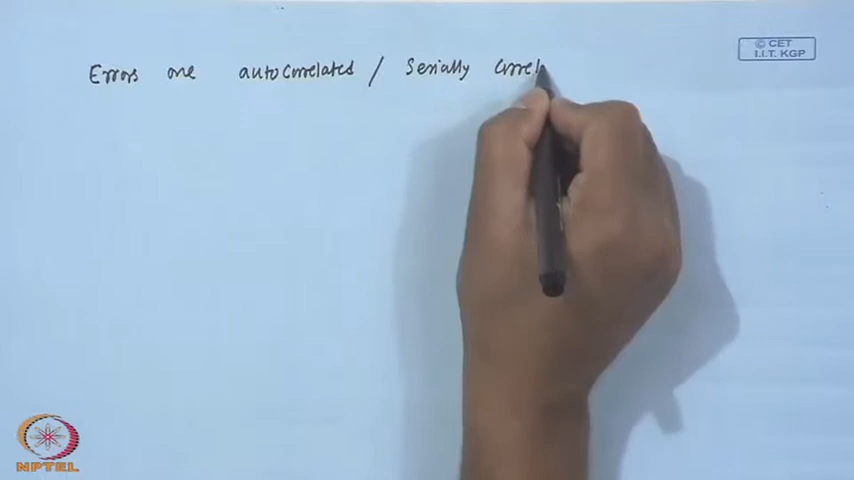 Errors are autocorrelated / Serially Correl
© CET
I.I.T. KGP
NPTEL